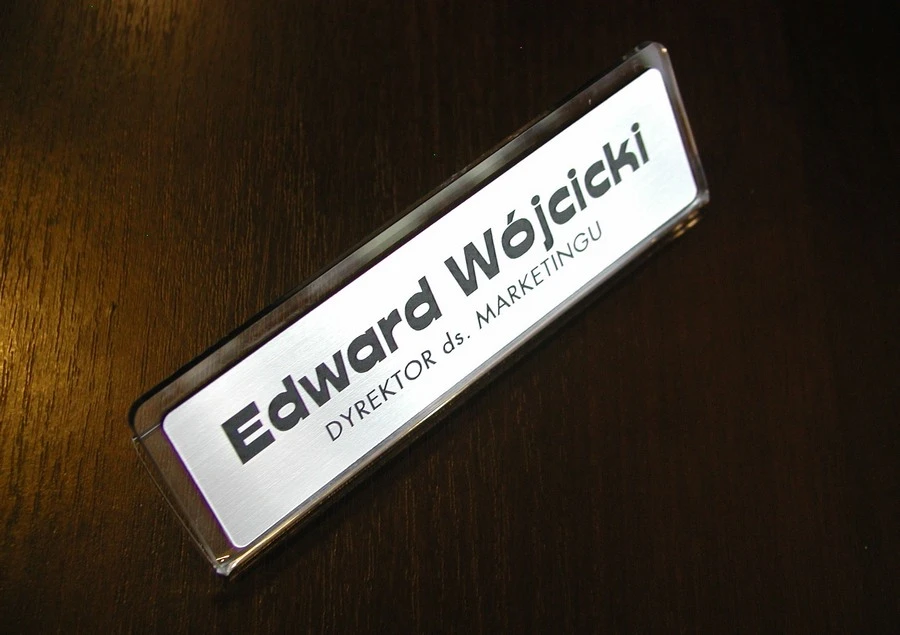 Edward Wójcicki
DYREKTOR ds. MARKETINGU